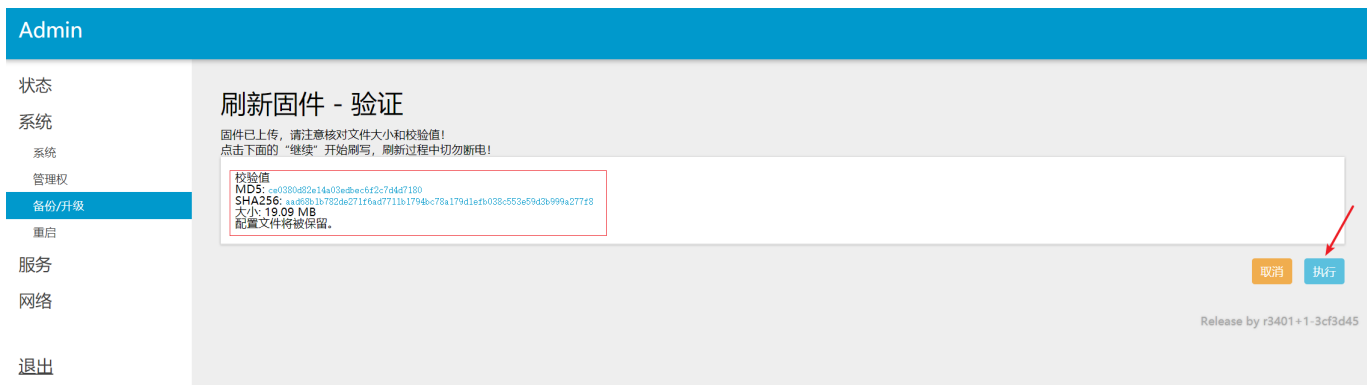 Admin
状态
系统
系统
管理权
备份/升级
重启
服务
网络
退出
刷新固件 - 验证
固件已上传，请注意核对文件大小和校验值！
点击下面的“继续”开始刷写，刷新过程中切勿断电！
校验值
MD5: ce0380d82e14a03edbec6f2c7d4d7180
SHA256: aad68b1b782de271f6ad7711b1794bc78a179d1efb038c553e59d3b999a277f8
大小: 19.09 MB
配置文件将被保留。
取消
执行
Release by r3401+1-3cf3d45